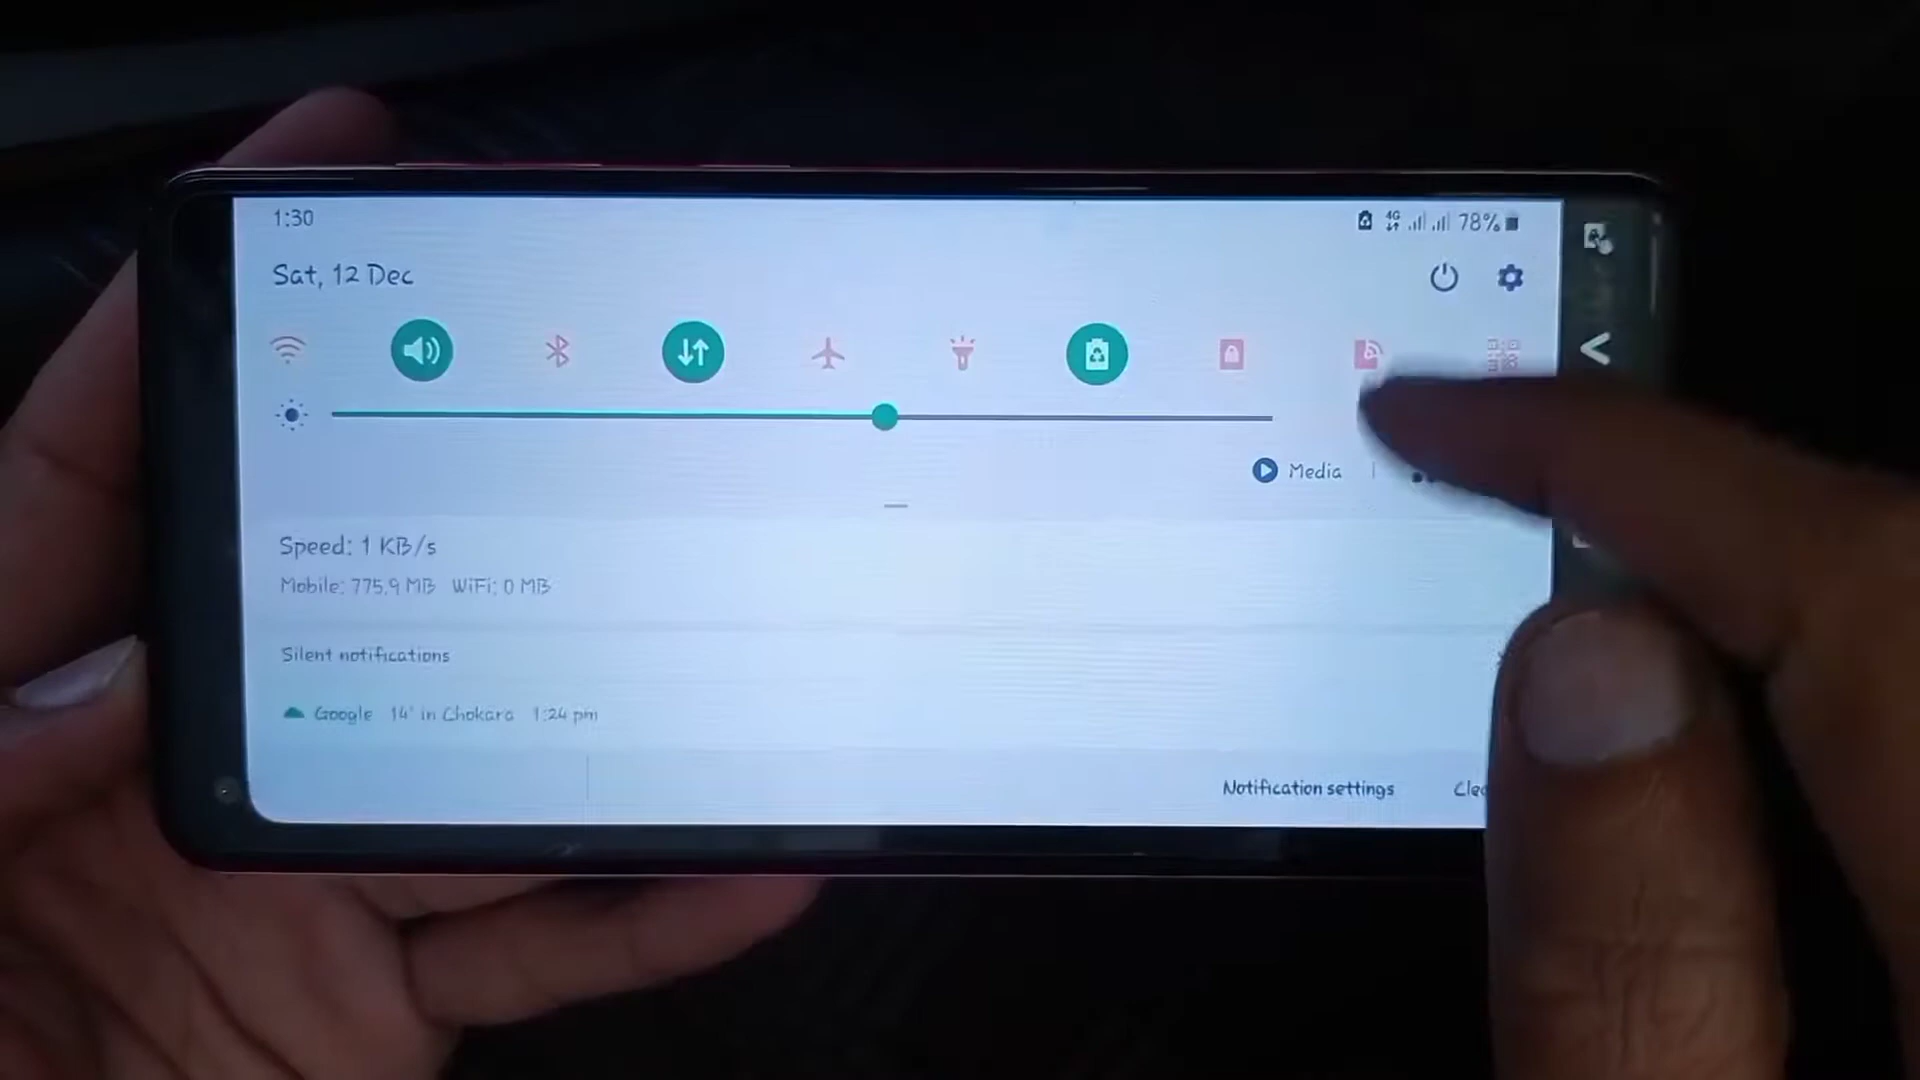 1:30
4G 78%
Sat, 12 Dec
Media
Speed: 1 KB/s
Mobile: 775.9 MB WiFi: 0 MB
Silent notifications
Google 14° in Chokara 1:24 pm
Notification settings